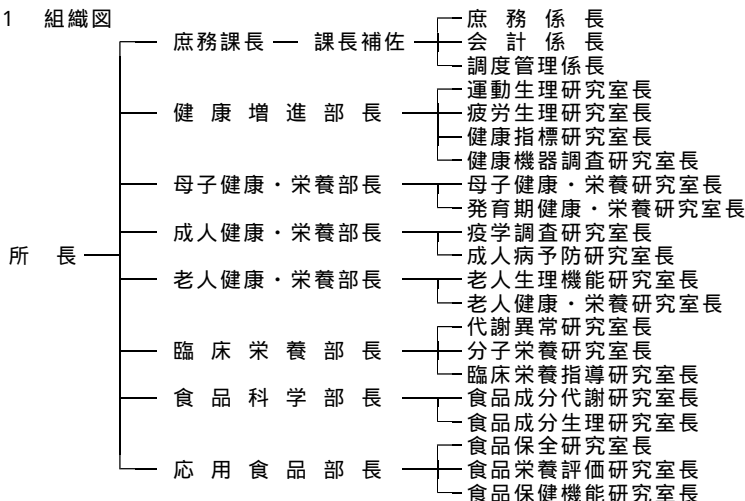 1　組織図
庶務係長
庶務課長　課長補佐　会計係長
調度管理係長
運動生理研究室長
健康増進部長　疲労生理研究室長
健康指標研究室長
健康機器調査研究室長
母子健康・栄養部長　母子健康・栄養研究室長
発育期健康・栄養研究室長
成人健康・栄養部長　疫学調査研究室長
所長　成人病予防研究室長
老人健康・栄養部長　老人生理機能研究室長
老人健康・栄養研究室長
代謝異常研究室長
臨床栄養部長　分子栄養研究室長
臨床栄養指導研究室長
食品科学部長　食品成分代謝研究室長
食品成分生理研究室長
食品保全研究室長
応用食品部長　食品栄養評価研究室長
食品保健機能研究室長